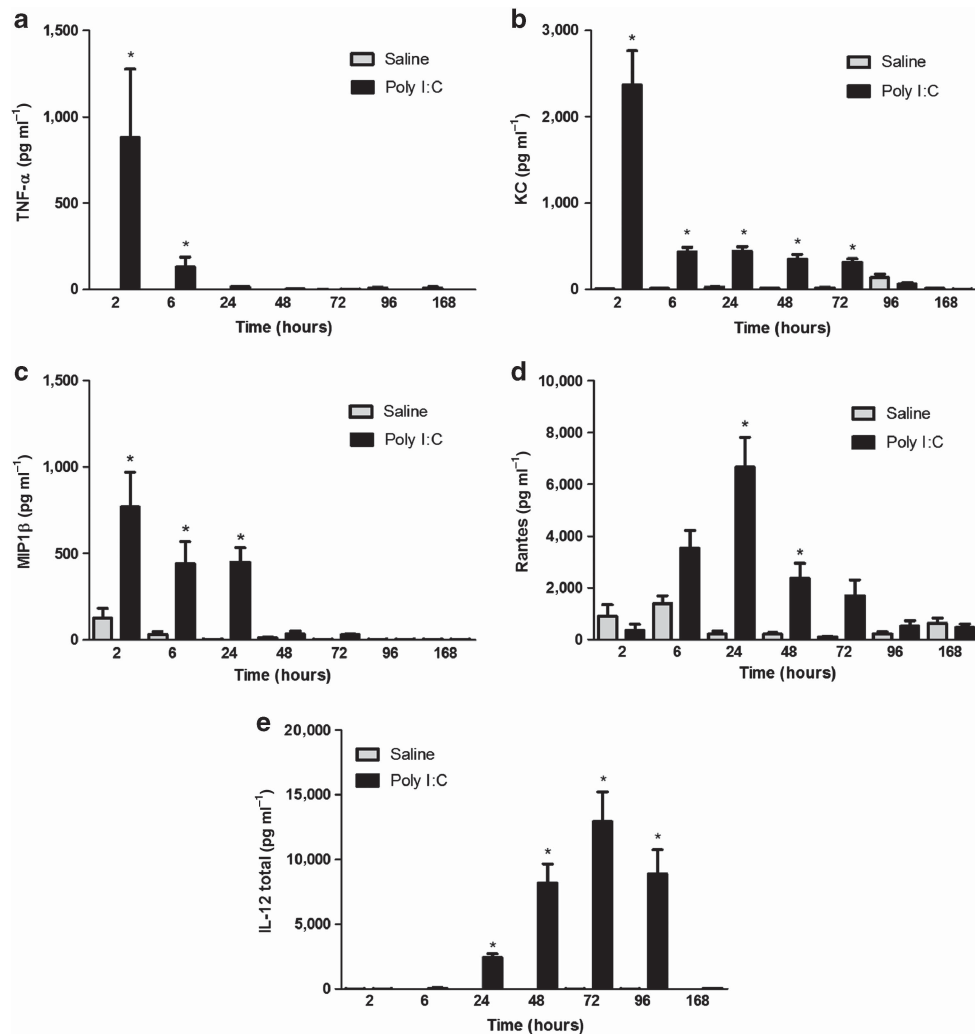 a
1,500
1,000
500
0
TNF-α (pg ml⁻¹)
Saline
Poly I:C
*
*
2 6 24 48 72 96 168
Time (hours)
b
3,000
2,000
1,000
0
KC (pg ml⁻¹)
Saline
Poly I:C
*
* * * *
2 6 24 48 72 96 168
Time (hours)
c
1,500
1,000
500
0
MIP1β (pg ml⁻¹)
Saline
Poly I:C
*
* *
2 6 24 48 72 96 168
Time (hours)
d
10,000
8,000
6,000
4,000
2,000
0
Rantes (pg ml⁻¹)
Saline
Poly I:C
*
*
2 6 24 48 72 96 168
Time (hours)
e
20,000
15,000
10,000
5,000
0
IL-12 total (pg ml⁻¹)
Saline
Poly I:C
* * * *
2 6 24 48 72 96 168
Time (hours)